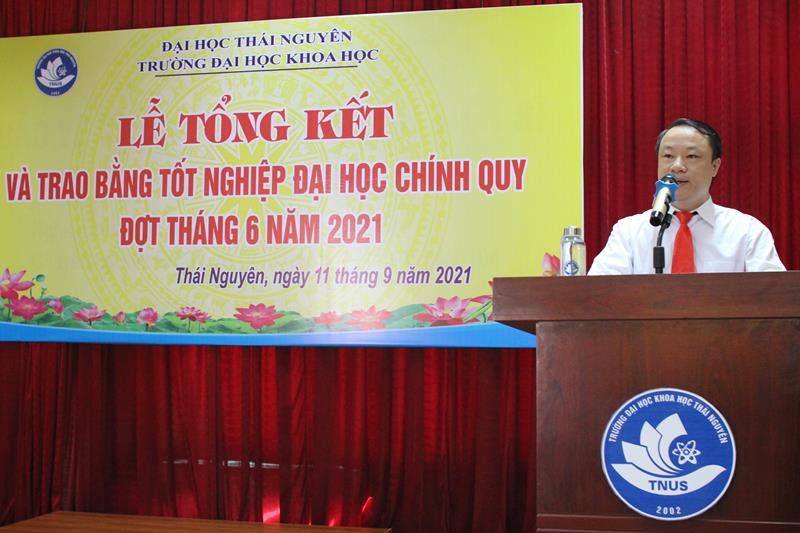 ĐẠI HỌC THÁI NGUYÊN
TRƯỜNG ĐẠI HỌC KHOA HỌC
TNUS
2002
LỄ TỔNG KẾT
VÀ TRAO BẰNG TỐT NGHIỆP ĐẠI HỌC CHÍNH QUY
ĐỢT THÁNG 6 NĂM 2021
Thái Nguyên, ngày 11 tháng 9 năm 2021
TRƯỜNG ĐẠI HỌC KHOA HỌC THÁI NGUYÊN
TNUS
2002